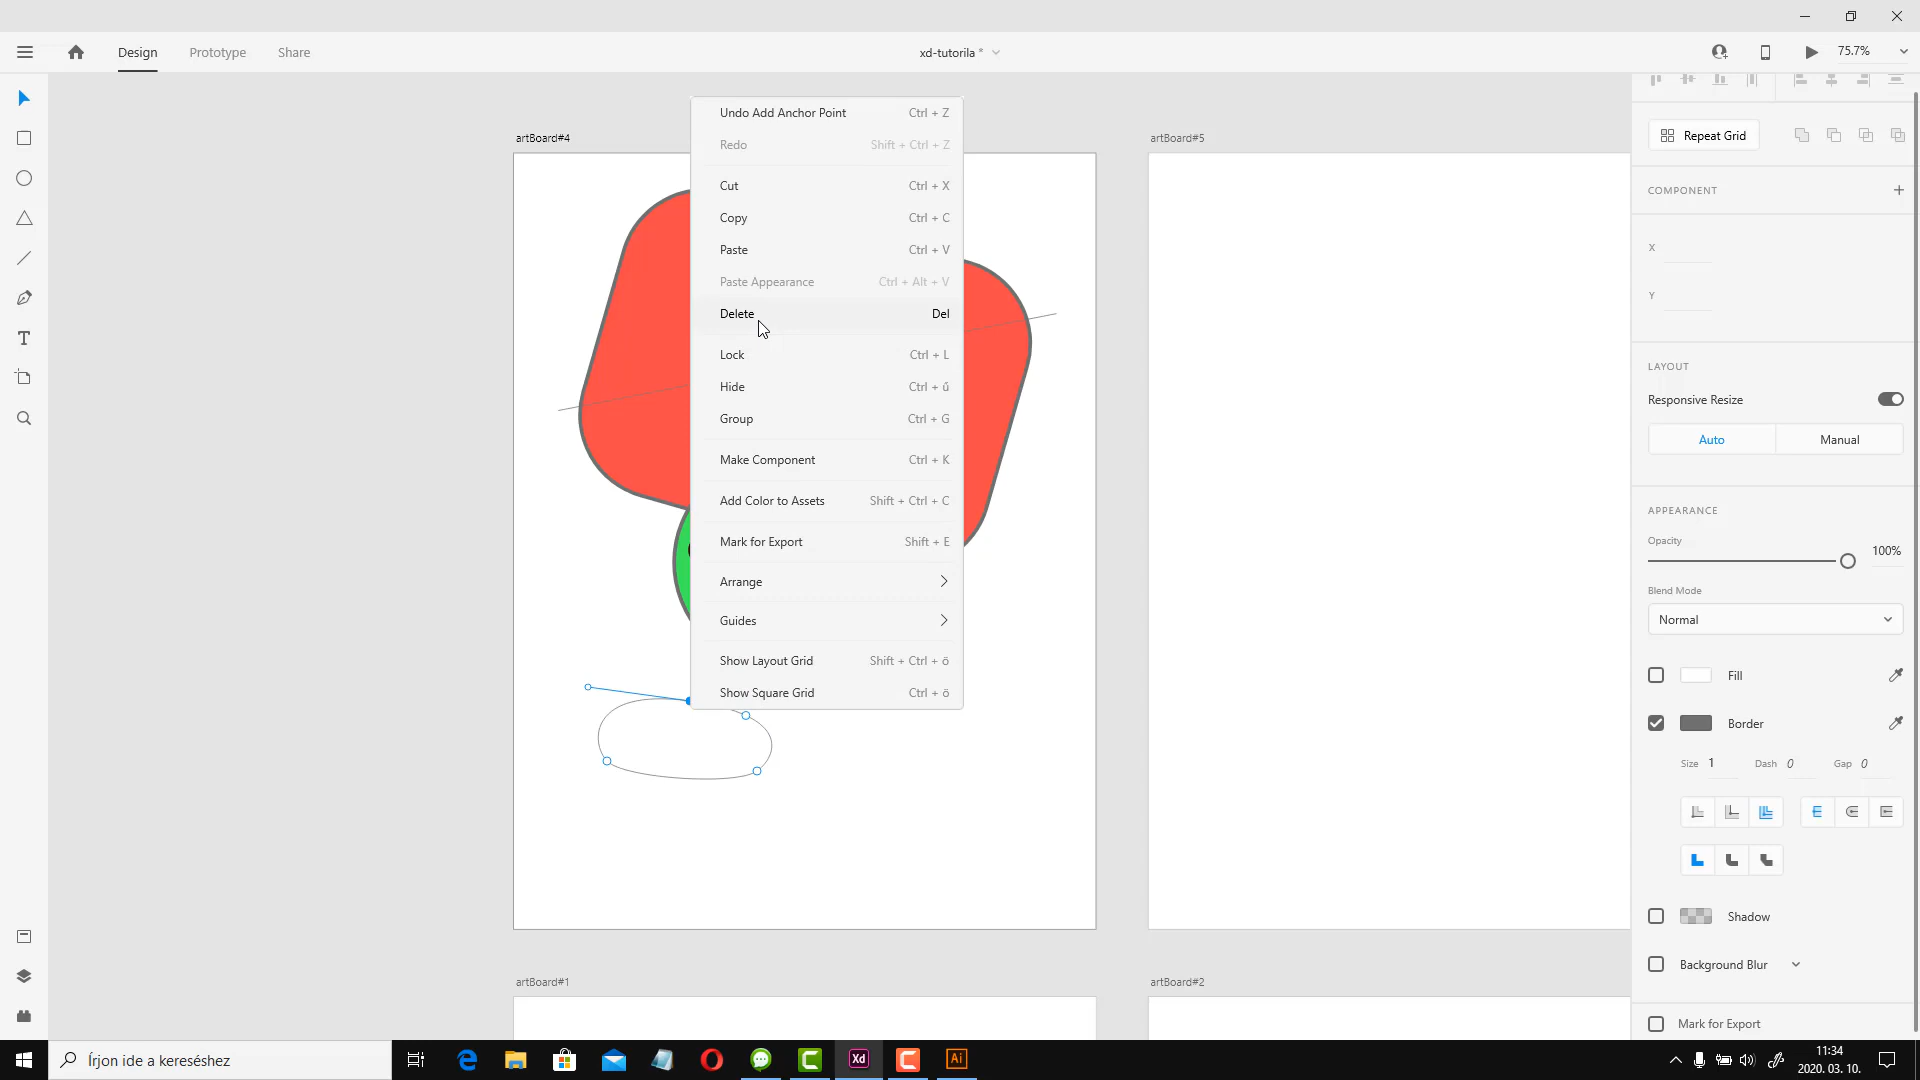 Design
Prototype
Share
xd-tutorila *
75.7%
artBoard#4
artBoard#5
Undo Add Anchor Point Ctrl + Z
Redo Shift + Ctrl + Z
Cut Ctrl + X
Copy Ctrl + C
Paste Ctrl + V
Paste Appearance Ctrl + Alt + V
Delete Del
Lock Ctrl + L
Hide Ctrl + ű
Group Ctrl + G
Make Component Ctrl + K
Add Color to Assets Shift + Ctrl + C
Mark for Export Shift + E
Arrange
Guides
Show Layout Grid Shift + Ctrl + ö
Show Square Grid Ctrl + ö
artBoard#1
artBoard#2
Repeat Grid
COMPONENT
X
Y
LAYOUT
Responsive Resize
Auto
Manual
APPEARANCE
Opacity
100%
Blend Mode
Normal
Fill
Border
Size 1 Dash 0 Gap 0
Shadow
Background Blur
Mark for Export
Írjon ide a kereséshez
Xd
Ai
11:34
2020. 03. 10.